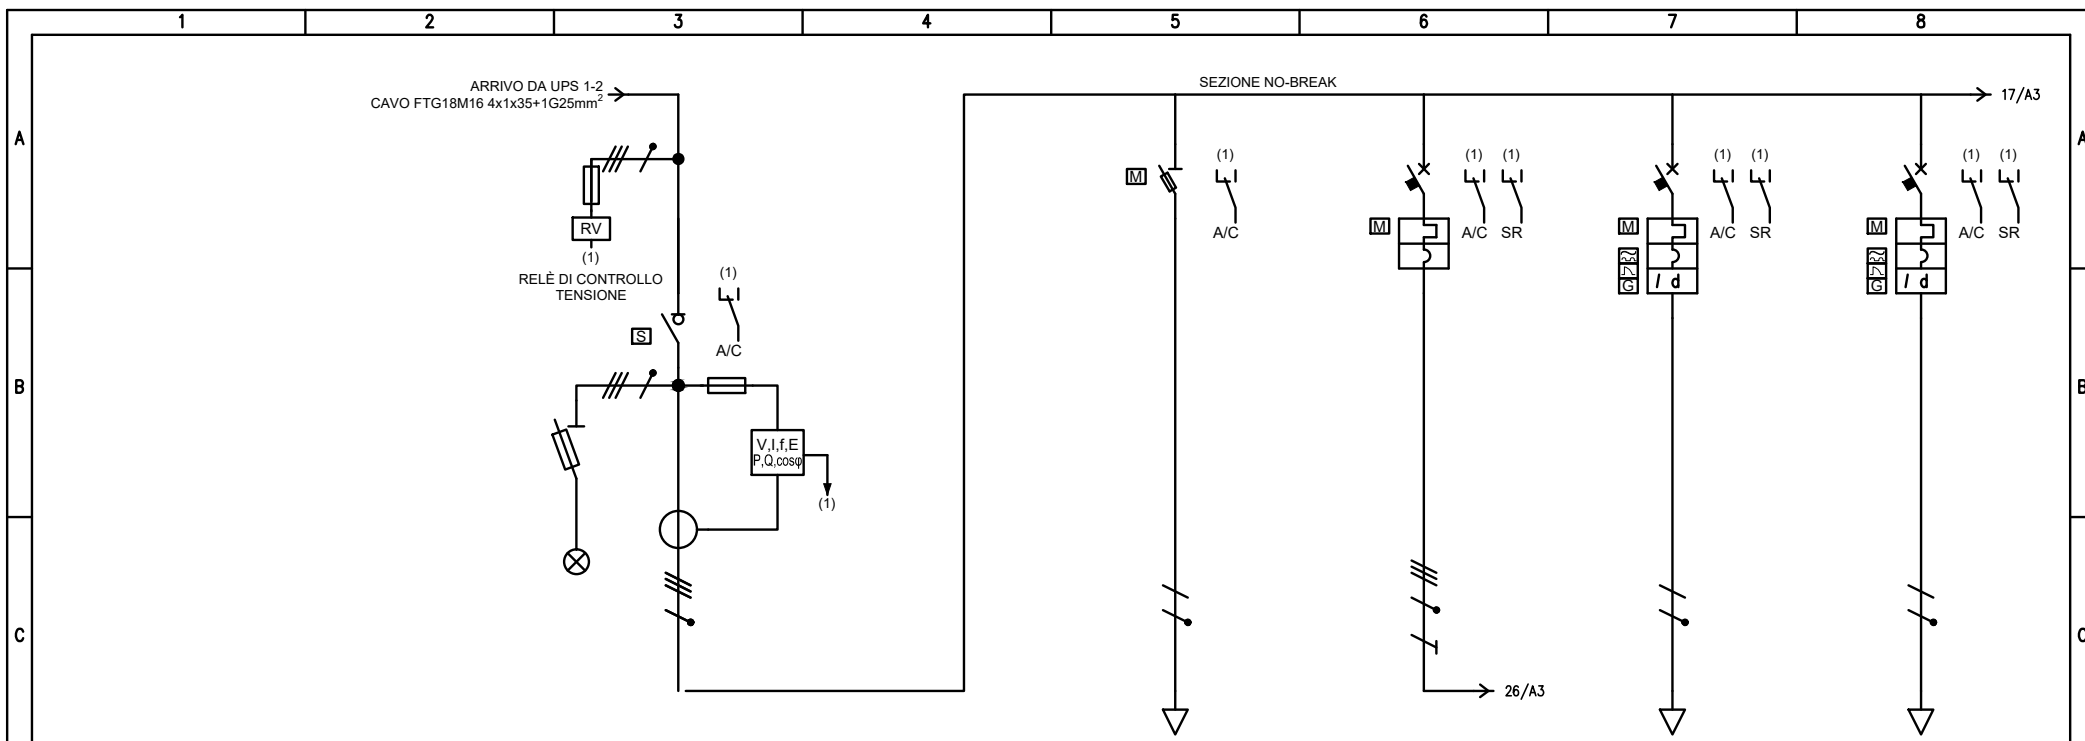 1 2 3 4 5 6 7 8
ARRIVO DA UPS 1-2
CAVO FTG18M16 4x1x35+1G25mm²
SEZIONE NO-BREAK
17/A3
A A
(1) (1) (1) (1) (1) (1) (1)
M
RV
(1)
A/C
M A/C SR
M A/C SR
M A/C SR
RELÈ DI CONTROLLO
TENSIONE
(1)
G I d
G I d
S
A/C
B B
V,I,f,E
P,Q,cosφ
(1)
C C
26/A3